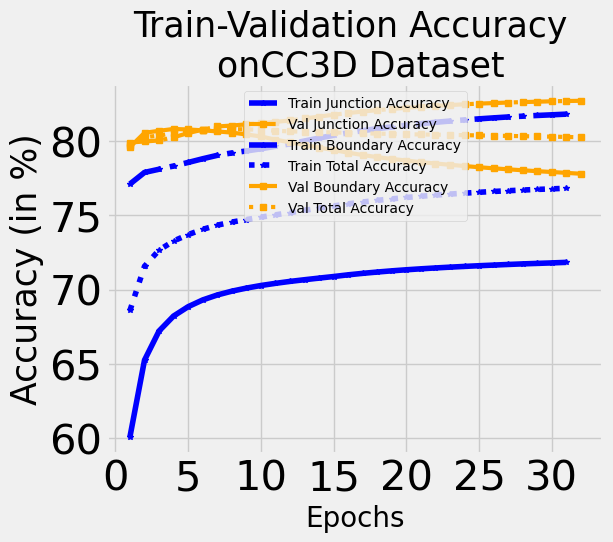 Train-Validation Accuracy
onCC3D Dataset
Accuracy (in %)
80
75
70
65
60
Train Junction Accuracy
Val Junction Accuracy
Train Boundary Accuracy
Train Total Accuracy
Val Boundary Accuracy
Val Total Accuracy
0 5 10 15 20 25 30
Epochs